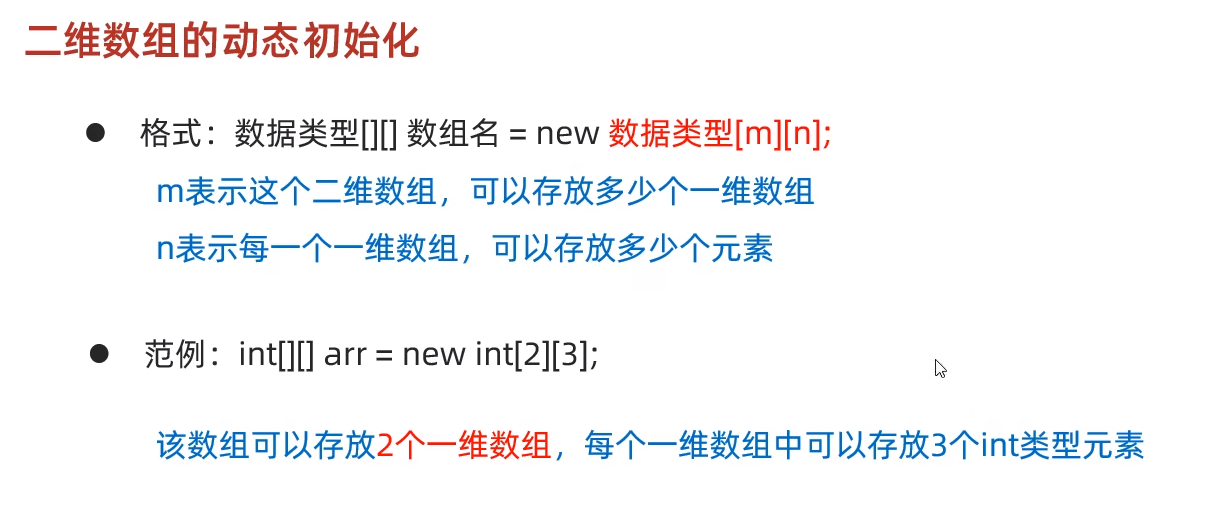 二维数组的动态初始化
● 格式：数据类型[][] 数组名 = new 数据类型[m][n];
m表示这个二维数组，可以存放多少个一维数组
n表示每一个一维数组，可以存放多少个元素
● 范例：int[][] arr = new int[2][3];
该数组可以存放2个一维数组，每个一维数组中可以存放3个int类型元素